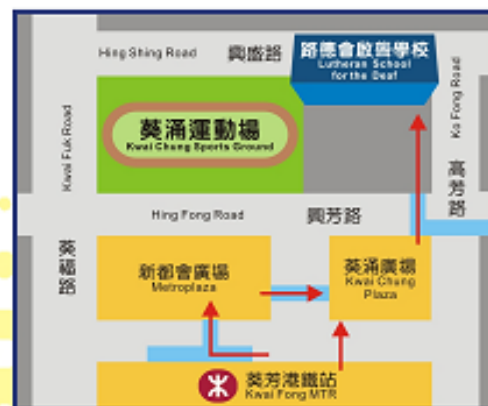 Hing Shing Road 興盛路
路德會啟聾學校
Lutheran School
for the Deaf
Ko Fong Road
高芳路
Kwai Fuk Road
葵福路
葵涌運動場
Kwai Chung Sports Ground
Hing Fong Road 興芳路
新都會廣場
Metroplaza
葵涌廣場
Kwai Chung
Plaza
葵芳港鐵站
Kwai Fong MTR